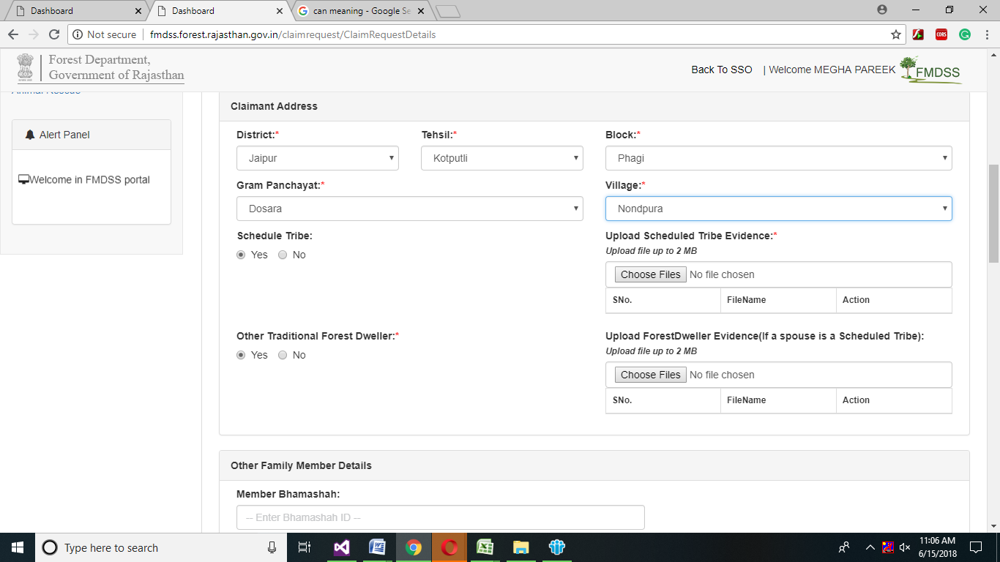 Dashboard
Dashboard
can meaning - Google Se
Not secure | fmdss.forest.rajasthan.gov.in/claimrequest/ClaimRequestDetails
CORS
Forest Department,
Government of Rajasthan
Back To SSO | Welcome MEGHA PAREEK
FMDSS
Alert Panel
Welcome in FMDSS portal
Claimant Address
District:* Tehsil:* Block:*
Jaipur Kotputli Phagi
Gram Panchayat:* Village:*
Dosara Nondpura
Schedule Tribe: Upload Scheduled Tribe Evidence:*
Upload file up to 2 MB
Yes No
Choose Files No file chosen
SNo. FileName Action
Other Traditional Forest Dweller:* Upload ForestDweller Evidence(If a spouse is a Scheduled Tribe):
Upload file up to 2 MB
Yes No
Choose Files No file chosen
SNo. FileName Action
Other Family Member Details
Member Bhamashah:
-- Enter Bhamashah ID --
Type here to search
11:06 AM
6/15/2018